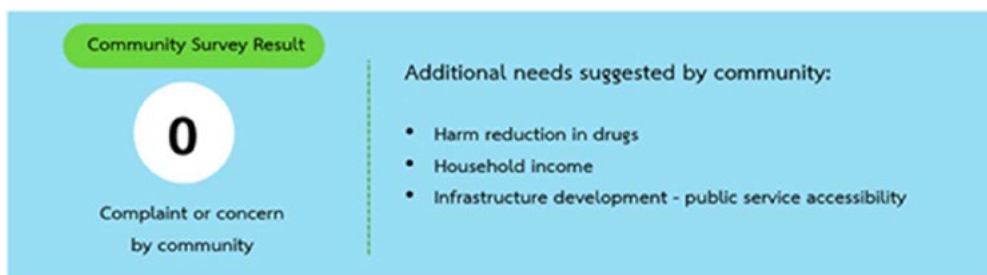 Community Survey Result
0
Complaint or concern
by community
Additional needs suggested by community:
• Harm reduction in drugs
• Household income
• Infrastructure development - public service accessibility